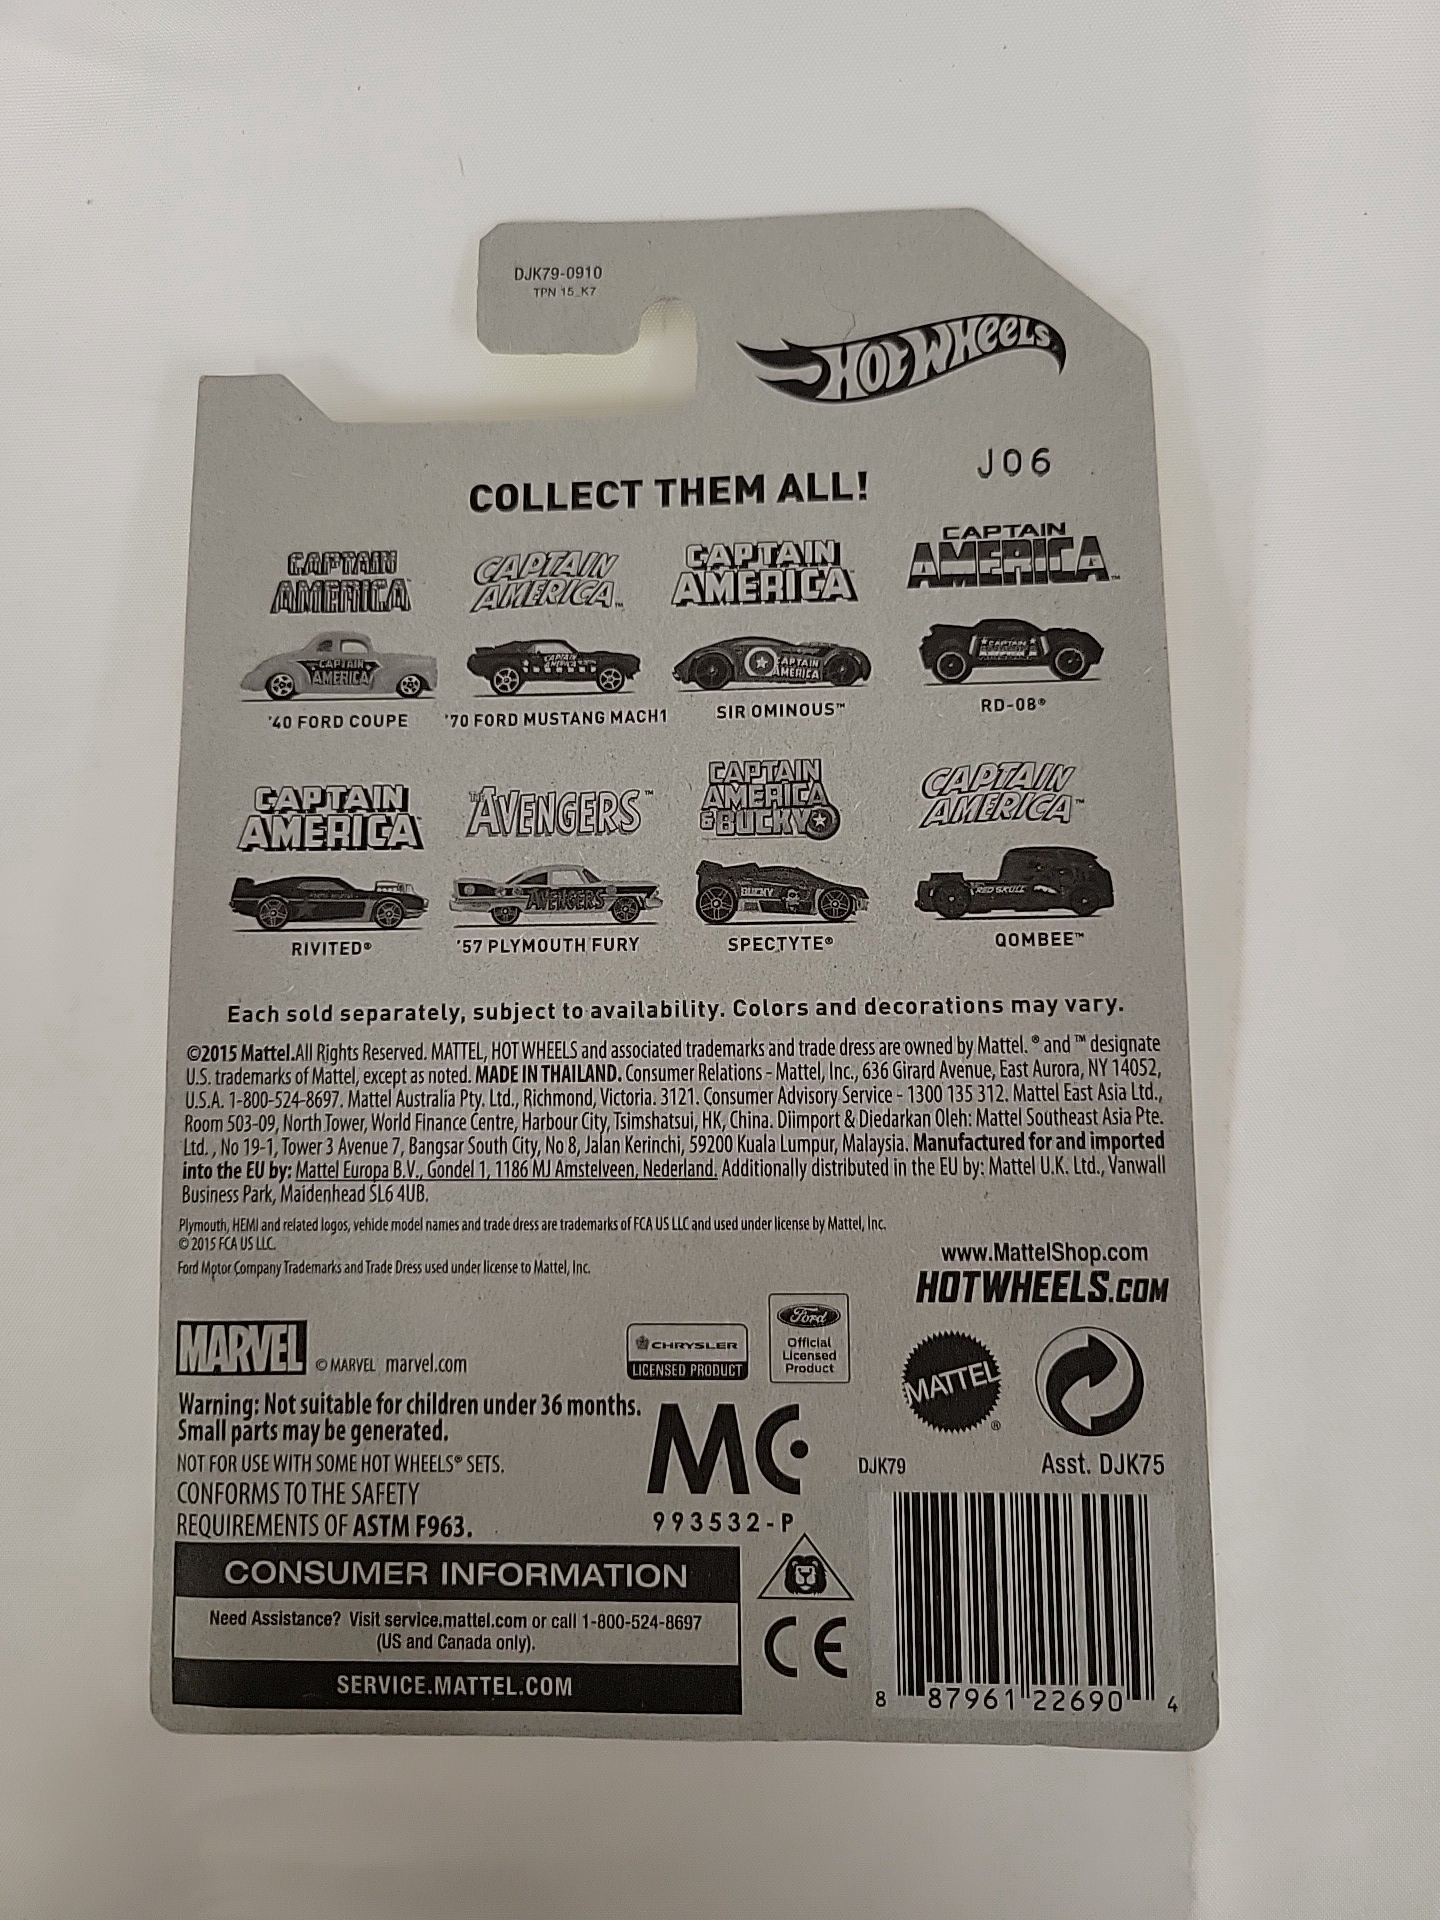 DJK79-0910
TPN 15_K7
HOT WHEELS
J06
COLLECT THEM ALL!
CAPTAIN AMERICA
CAPTAIN AMERICA™
CAPTAIN AMERICA™
CAPTAIN AMERICA™
CAPTAIN AMERICA
CAPTAIN AMERICA
CAPTAIN AMERICA
'40 FORD COUPE
'70 FORD MUSTANG MACH1
SIR OMINOUS™
RD-08®
CAPTAIN AMERICA
THE AVENGERS™
CAPTAIN AMERICA & BUCKY
CAPTAIN AMERICA™
AVENGERS
BUCKY
RED SKULL
RIVITED®
'57 PLYMOUTH FURY
SPECTYTE®
QOMBEE™
Each sold separately, subject to availability. Colors and decorations may vary.
©2015 Mattel.All Rights Reserved. MATTEL, HOT WHEELS and associated trademarks and trade dress are owned by Mattel. ® and ™ designate
U.S. trademarks of Mattel, except as noted. MADE IN THAILAND. Consumer Relations – Mattel, Inc., 636 Girard Avenue, East Aurora, NY 14052,
U.S.A. 1-800-524-8697. Mattel Australia Pty. Ltd., Richmond, Victoria. 3121. Consumer Advisory Service - 1300 135 312. Mattel East Asia Ltd.,
Room 503-09, North Tower, World Finance Centre, Harbour City, Tsimshatsui, HK, China. Diimport & Diedarkan Oleh: Mattel Southeast Asia Pte.
Ltd. , No 19-1, Tower 3 Avenue 7, Bangsar South City, No 8, Jalan Kerinchi, 59200 Kuala Lumpur, Malaysia. Manufactured for and imported
into the EU by: Mattel Europa B.V., Gondel 1, 1186 MJ Amstelveen, Nederland. Additionally distributed in the EU by: Mattel U.K. Ltd., Vanwall
Business Park, Maidenhead SL6 4UB.
Plymouth, HEMI and related logos, vehicle model names and trade dress are trademarks of FCA US LLC and used under license by Mattel, Inc.
© 2015 FCA US LLC.
Ford Motor Company Trademarks and Trade Dress used under license to Mattel, Inc.
www.MattelShop.com
HOTWHEELS.COM
MARVEL
© MARVEL marvel.com
CHRYSLER
LICENSED PRODUCT
Ford
Official
Licensed
Product
MATTEL®
Warning: Not suitable for children under 36 months.
Small parts may be generated.
NOT FOR USE WITH SOME HOT WHEELS® SETS.
CONFORMS TO THE SAFETY
REQUIREMENTS OF ASTM F963.
MC
993532-P
DJK79
Asst. DJK75
CONSUMER INFORMATION
Need Assistance? Visit service.mattel.com or call 1-800-524-8697
(US and Canada only).
SERVICE.MATTEL.COM
CE
8 87961 22690 4